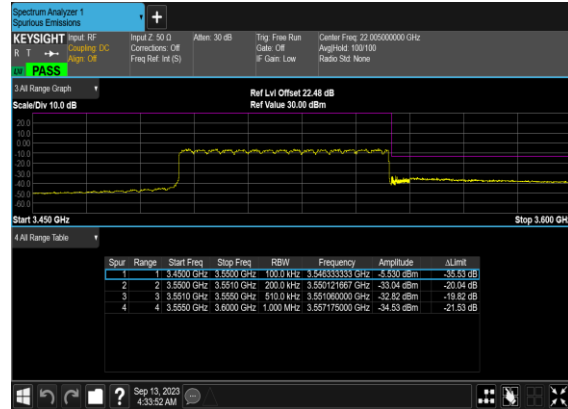 Spectrum Analyzer 1
Spurious Emissions
KEYSIGHT Input: RF Input Z: 50 Ω Atten: 30 dB Trig: Free Run Center Freq: 22.005000000 GHz
R T Coupling: DC Corrections: Off Gate: Off Avg|Hold: 100/100
Align: Off Freq Ref: Int (S) IF Gain: Low Radio Std: None
PASS
3 All Range Graph
Ref Lvl Offset 22.48 dB
Scale/Div 10.0 dB Ref Value 30.00 dBm
20.0
10.0
0.00
-10.0
-20.0
-30.0
-40.0
-50.0
-60.0
Start 3.450 GHz Stop 3.600 GHz
4 All Range Table
Spur Range Start Freq Stop Freq RBW Frequency Amplitude ΔLimit
1 1 3.4500 GHz 3.5500 GHz 100.0 kHz 3.546333333 GHz -5.530 dBm -35.53 dB
2 2 3.5500 GHz 3.5510 GHz 200.0 kHz 3.550121667 GHz -33.04 dBm -20.04 dB
3 3 3.5510 GHz 3.5550 GHz 510.0 kHz 3.551060000 GHz -32.82 dBm -19.82 dB
4 4 3.5550 GHz 3.6000 GHz 1.000 MHz 3.557175000 GHz -34.53 dBm -21.53 dB
? Sep 13, 2023
4:33:52 AM